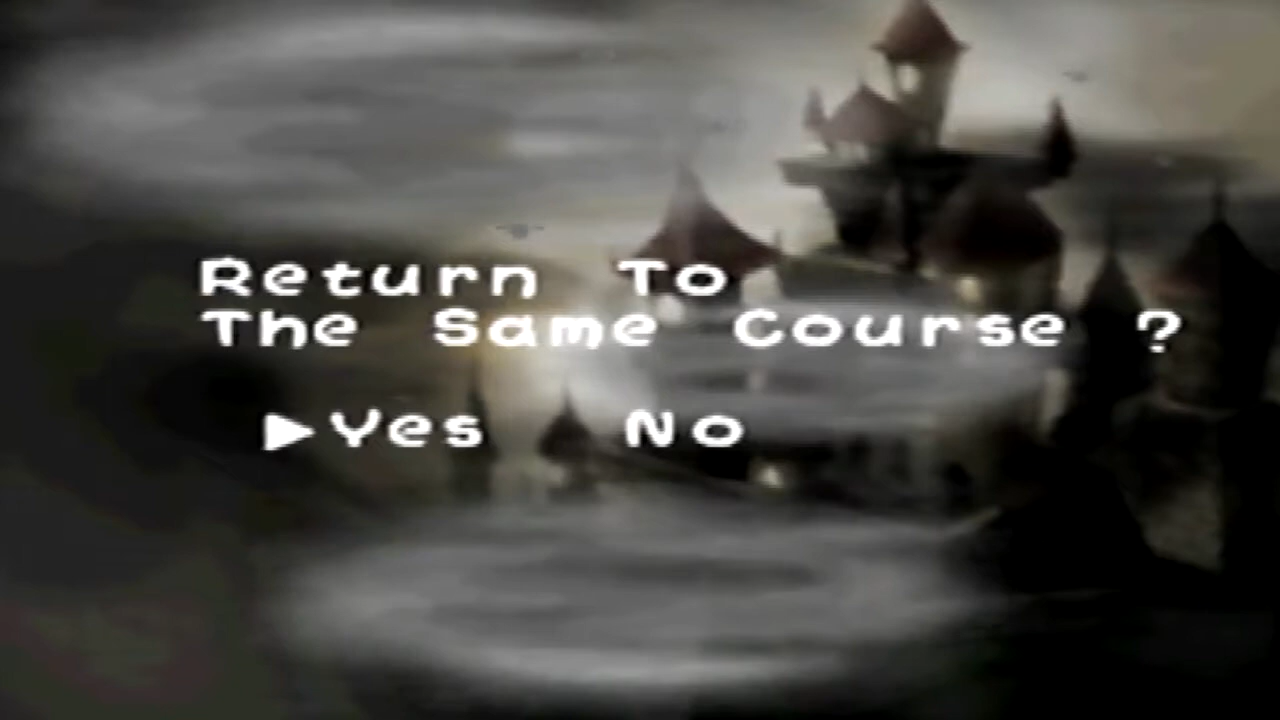 Return To
The Same Course ?
▶Yes No